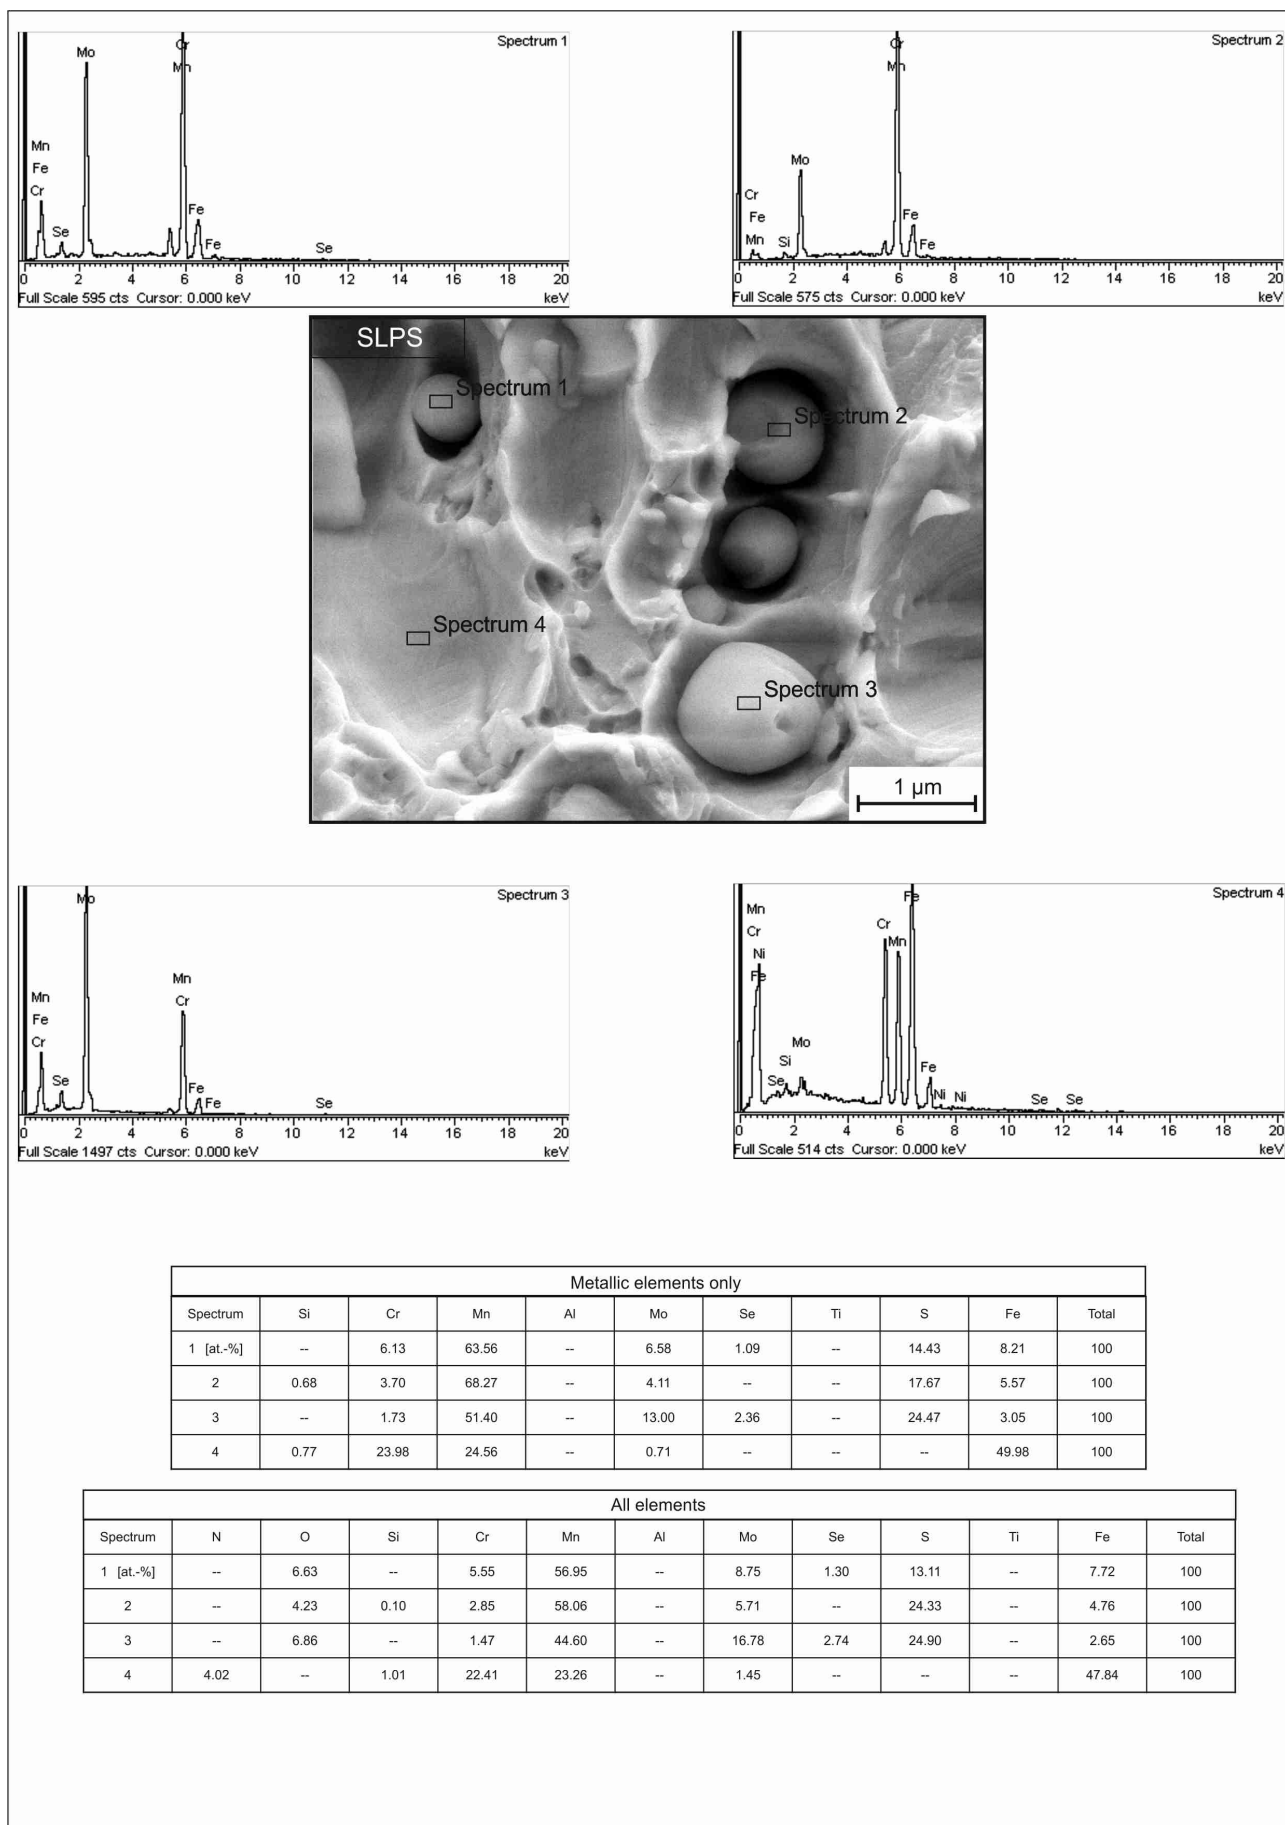 Spectrum 1
Mo
Cr
Mn
Mn
Fe
Cr
Se
Fe
Fe
Se
0 2 4 6 8 10 12 14 16 18 20
Full Scale 595 cts Cursor: 0.000 keV keV
Spectrum 2
Cr
Mn
Mo
Cr
Fe
Mn
Si
Fe
Fe
0 2 4 6 8 10 12 14 16 18 20
Full Scale 575 cts Cursor: 0.000 keV keV
SLPS
Spectrum 1
Spectrum 2
Spectrum 4
Spectrum 3
1 µm
Spectrum 3
Mo
Mn
Cr
Mn
Fe
Cr
Se
Fe
Fe
Se
0 2 4 6 8 10 12 14 16 18 20
Full Scale 1497 cts Cursor: 0.000 keV keV
Spectrum 4
Fe
Mn
Cr
Ni
Fe
Cr
Mn
Mo
Si
Se
Fe
Ni Ni
Se Se
0 2 4 6 8 10 12 14 16 18 20
Full Scale 514 cts Cursor: 0.000 keV keV
Metallic elements only
Spectrum Si Cr Mn Al Mo Se Ti S Fe Total
1 [at.-%] -- 6.13 63.56 -- 6.58 1.09 -- 14.43 8.21 100
2 0.68 3.70 68.27 -- 4.11 -- -- 17.67 5.57 100
3 -- 1.73 51.40 -- 13.00 2.36 -- 24.47 3.05 100
4 0.77 23.98 24.56 -- 0.71 -- -- -- 49.98 100
All elements
Spectrum N O Si Cr Mn Al Mo Se S Ti Fe Total
1 [at.-%] -- 6.63 -- 5.55 56.95 -- 8.75 1.30 13.11 -- 7.72 100
2 -- 4.23 0.10 2.85 58.06 -- 5.71 -- 24.33 -- 4.76 100
3 -- 6.86 -- 1.47 44.60 -- 16.78 2.74 24.90 -- 2.65 100
4 4.02 -- 1.01 22.41 23.26 -- 1.45 -- -- -- 47.84 100